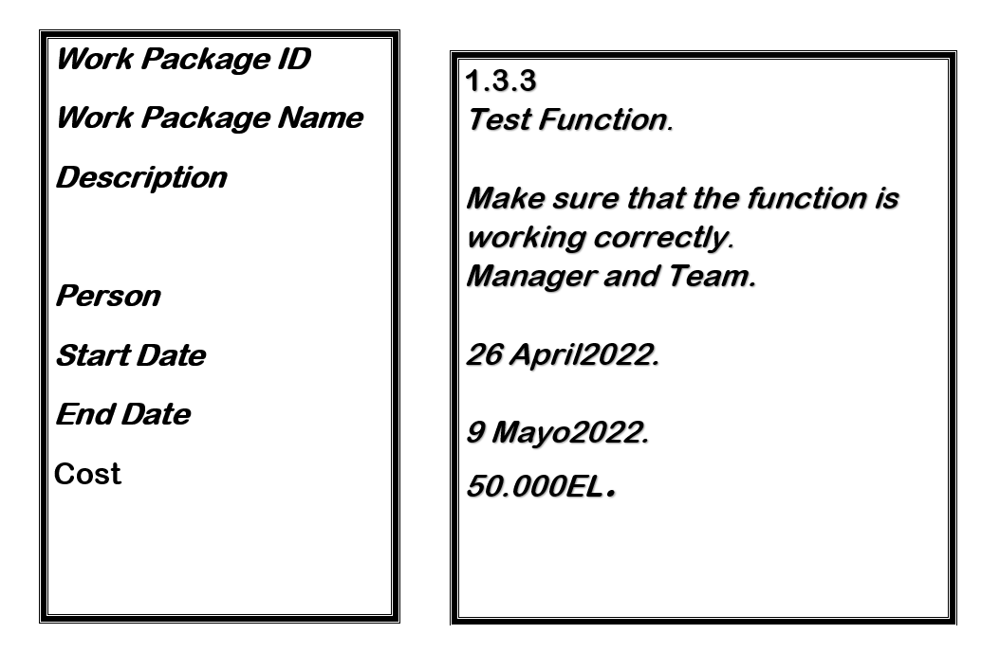 Work Package ID
Work Package Name
Description
Person
Start Date
End Date
Cost
1.3.3
Test Function.
Make sure that the function is
working correctly.
Manager and Team.
26 April2022.
9 Mayo2022.
50.000EL.